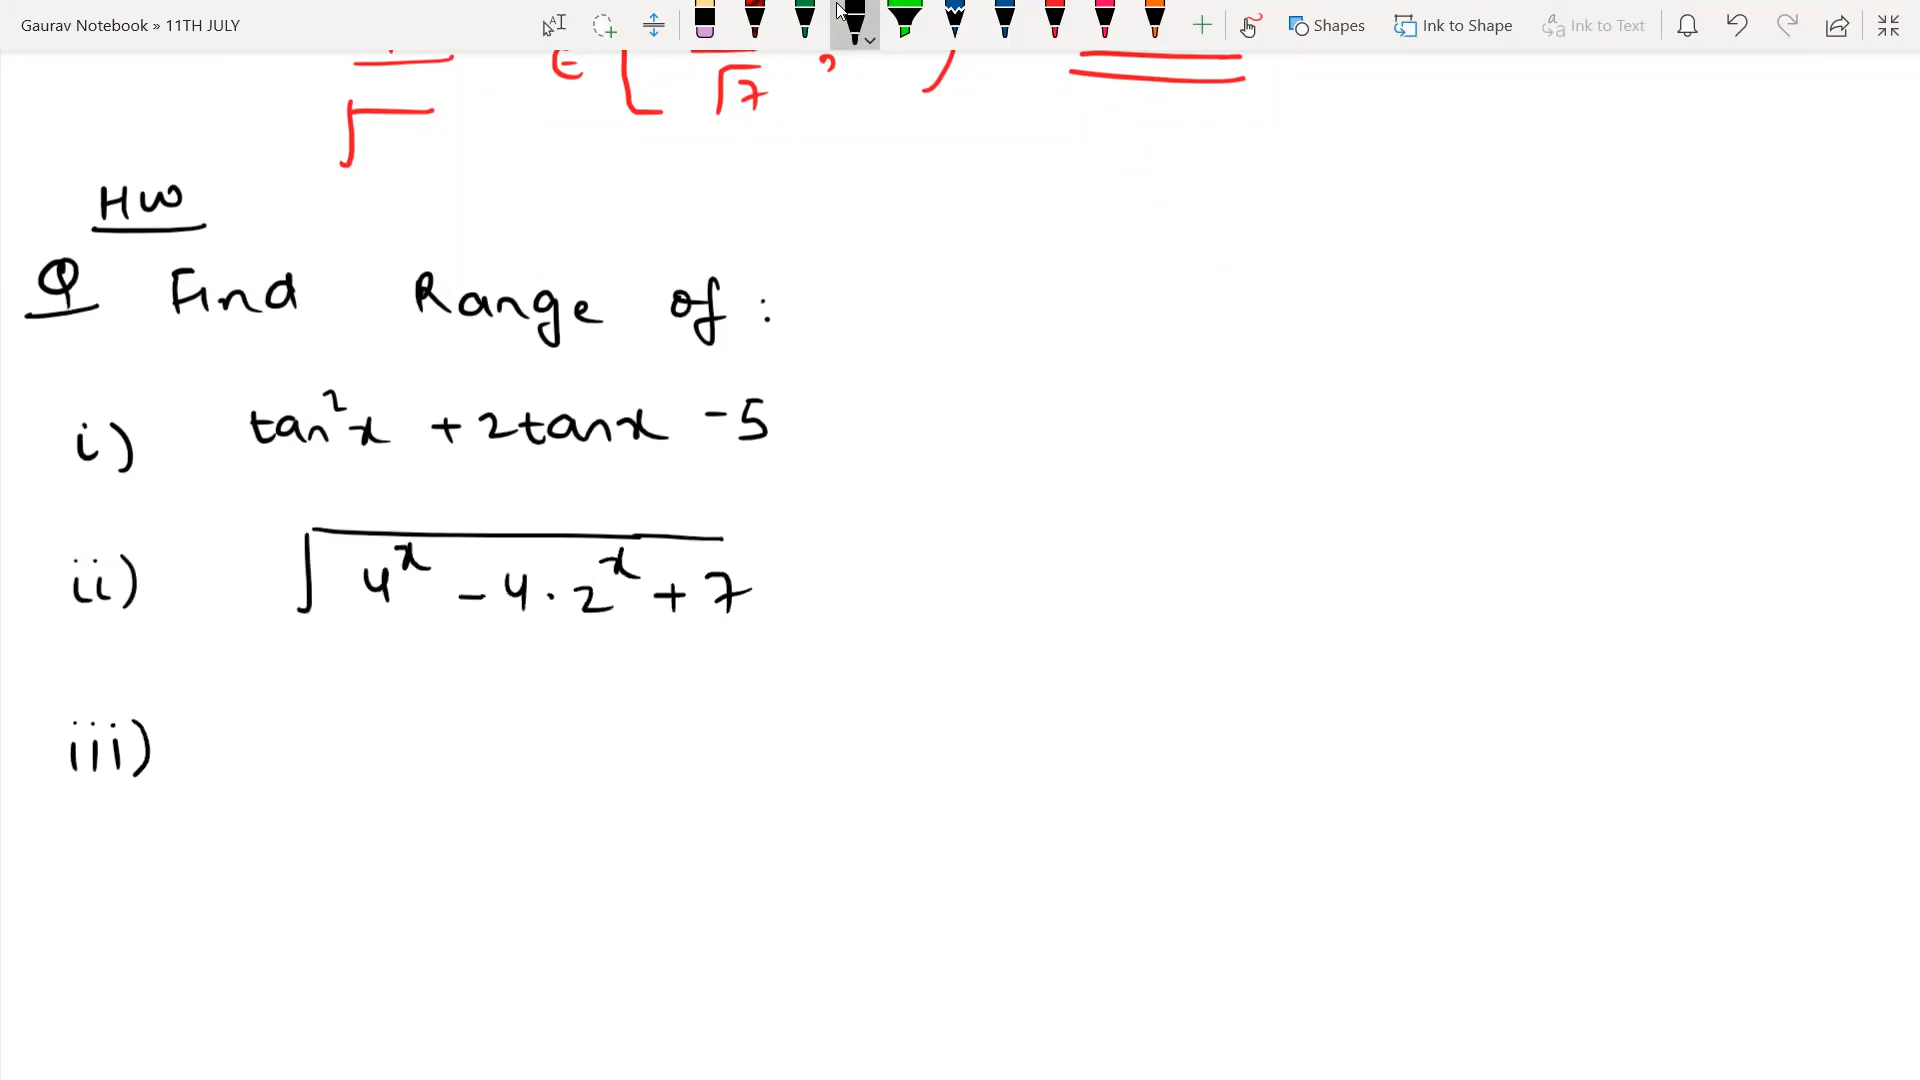 Gaurav Notebook » 11TH JULY
Shapes
Ink to Shape
Ink to Text
∈ [ √7 , )
HW
Q Find Range of :
i) tan²x + 2tanx - 5
ii) √(4^x - 4·2^x + 7)
iii)